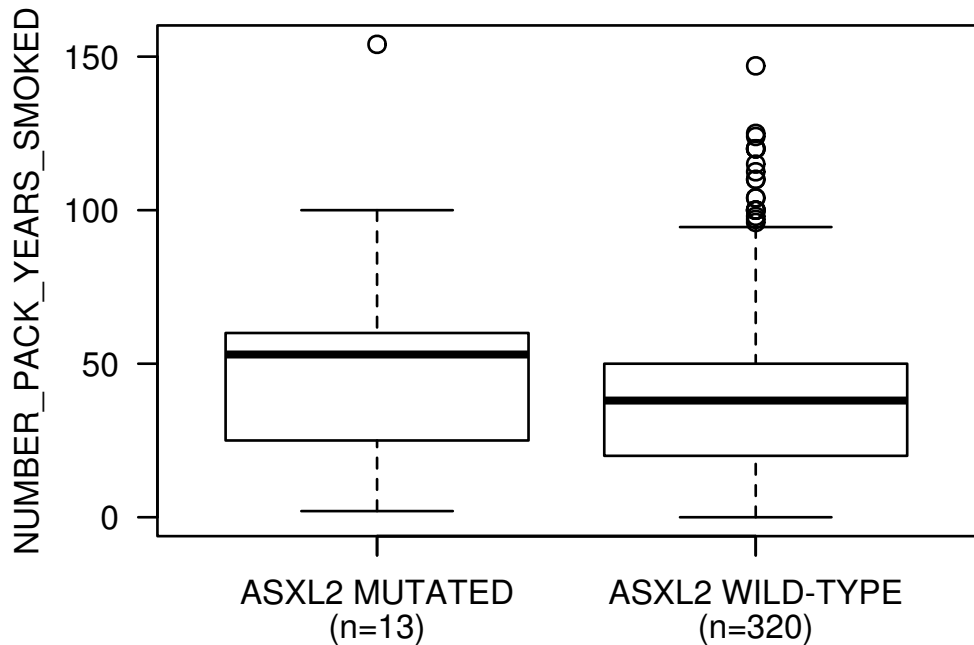 NUMBER_PACK_YEARS_SMOKED
150
100
50
0
ASXL2 MUTATED
(n=13)
ASXL2 WILD-TYPE
(n=320)